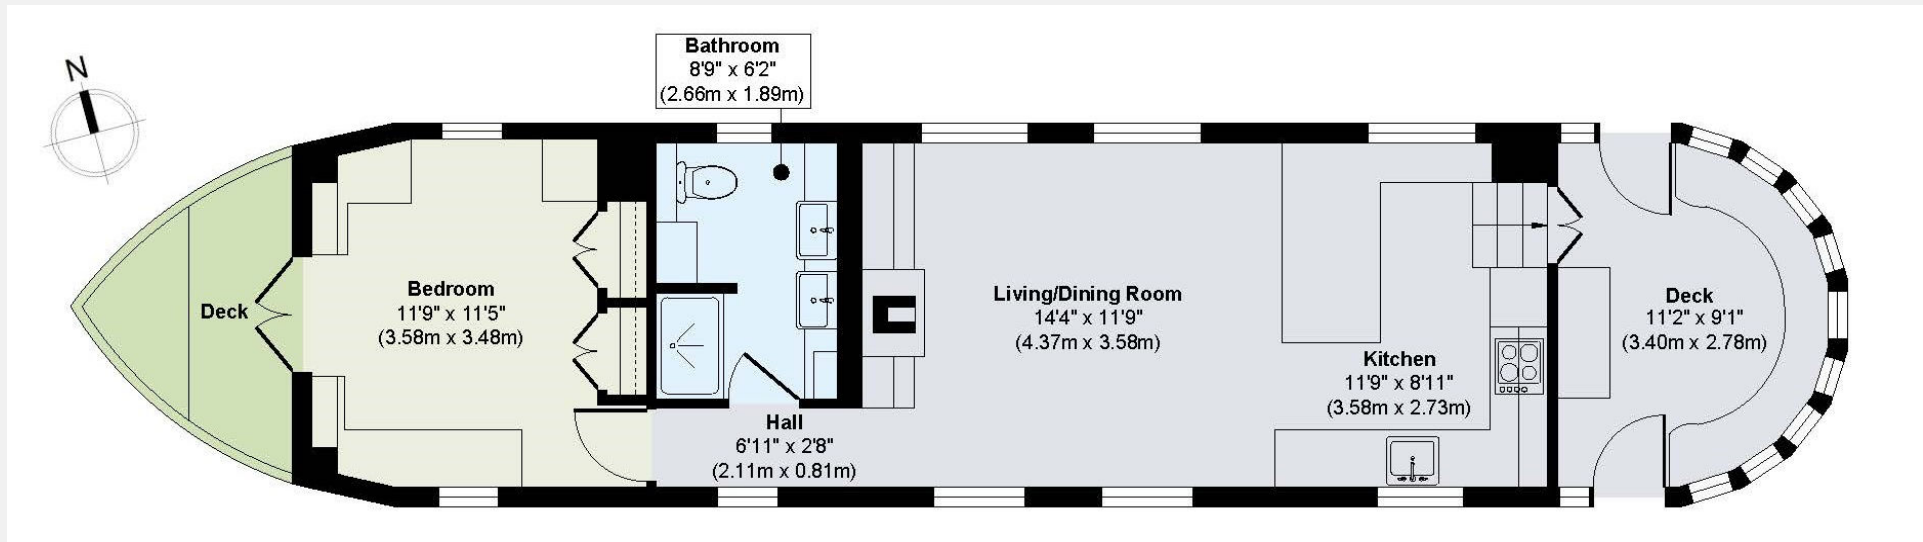 N
Bathroom
8'9" x 6'2"
(2.66m x 1.89m)
Deck
Bedroom
11'9" x 11'5"
(3.58m x 3.48m)
Hall
6'11" x 2'8"
(2.11m x 0.81m)
Living/Dining Room
14'4" x 11'9"
(4.37m x 3.58m)
Kitchen
11'9" x 8'11"
(3.58m x 2.73m)
Deck
11'2" x 9'1"
(3.40m x 2.78m)